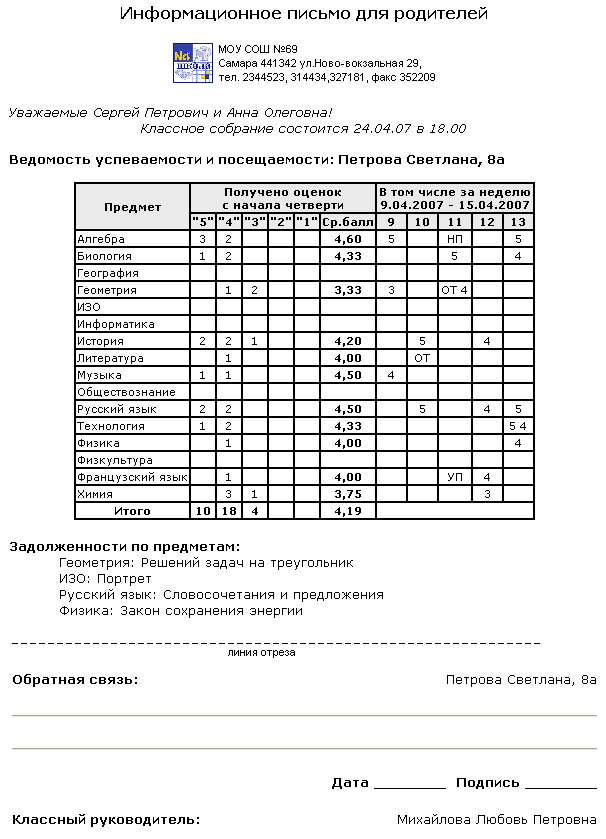 Информационное письмо для родителей
№69 школа
МОУ СОШ №69
Самара 441342 ул.Ново-вокзальная 29,
тел. 2344523, 314434,327181, факс 352209
Уважаемые Сергей Петрович и Анна Олеговна!
Классное собрание состоится 24.04.07 в 18.00
Ведомость успеваемости и посещаемости: Петрова Светлана, 8а
Предмет Получено оценок с начала четверти В том числе за неделю 9.04.2007 - 15.04.2007
"5" "4" "3" "2" "1" Ср.балл 9 10 11 12 13
Алгебра 3 2 4,60 5 НП 5
Биология 1 2 4,33 5 4
География
Геометрия 1 2 3,33 3 ОТ 4
ИЗО
Информатика
История 2 2 1 4,20 5 4
Литература 1 4,00 ОТ
Музыка 1 1 4,50 4
Обществознание
Русский язык 2 2 4,50 5 4 5
Технология 1 2 4,33 5 4
Физика 1 4,00 4
Физкультура
Французский язык 1 4,00 УП 4
Химия 3 1 3,75 3
Итого 10 18 4 4,19
Задолженности по предметам:
Геометрия: Решений задач на треугольник
ИЗО: Портрет
Русский язык: Словосочетания и предложения
Физика: Закон сохранения энергии
линия отреза
Обратная связь: Петрова Светлана, 8а
Дата _________ Подпись _________
Классный руководитель: Михайлова Любовь Петровна